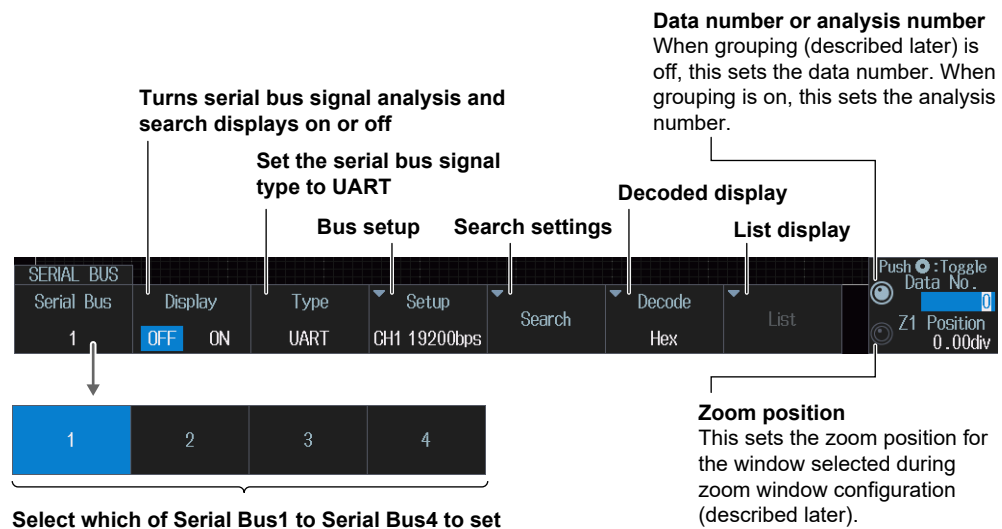 Data number or analysis number
When grouping (described later) is
off, this sets the data number. When
grouping is on, this sets the analysis
number.
Turns serial bus signal analysis and
search displays on or off
Set the serial bus signal
type to UART
Decoded display
Bus setup
Search settings
List display
SERIAL BUS
Serial Bus
1
Display
OFF ON
Type
UART
Setup
CH1 19200bps
Search
Decode
Hex
List
Push :Toggle
Data No.
0
Z1 Position
0.00div
1 2 3 4
Select which of Serial Bus1 to Serial Bus4 to set
Zoom position
This sets the zoom position for
the window selected during
zoom window configuration
(described later).